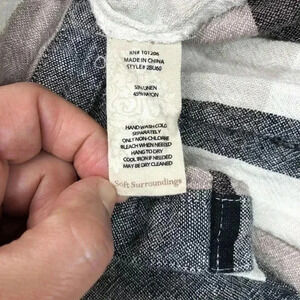 RN# 101206
MADE IN CHINA
STYLE# 2BU60
55% LINEN
45% RAYON
HAND WASH COLD
SEPARATELY
ONLY NON-CHLORINE
BLEACH WHEN NEEDED
HANG TO DRY
COOL IRON IF NEEDED
MAY BE DRY CLEANED
Soft Surroundings